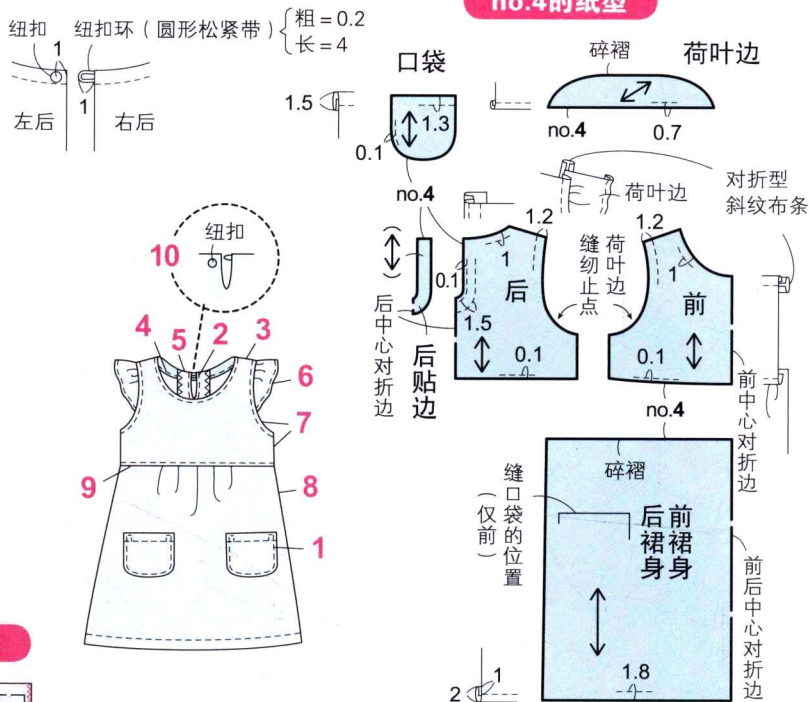 no.4的纸型
纽扣
纽扣环（圆形松紧带）
粗=0.2
长=4
1
1
左后
右后
口袋
碎褶
荷叶边
1.5
1.3
0.1
no.4
0.7
no.4
荷叶边
对折型
斜纹布条
10
纽扣
1.2
1.2
1
1
0.1
后
荷叶边
缝纫止点
前
1.5
0.1
0.1
后中心对折边
后贴边
前中心对折边
no.4
4
5
2
3
6
7
9
8
1
碎褶
缝口袋的位置
（仅前）
前裙身
后裙身
前后中心对折边
1.8
1
2